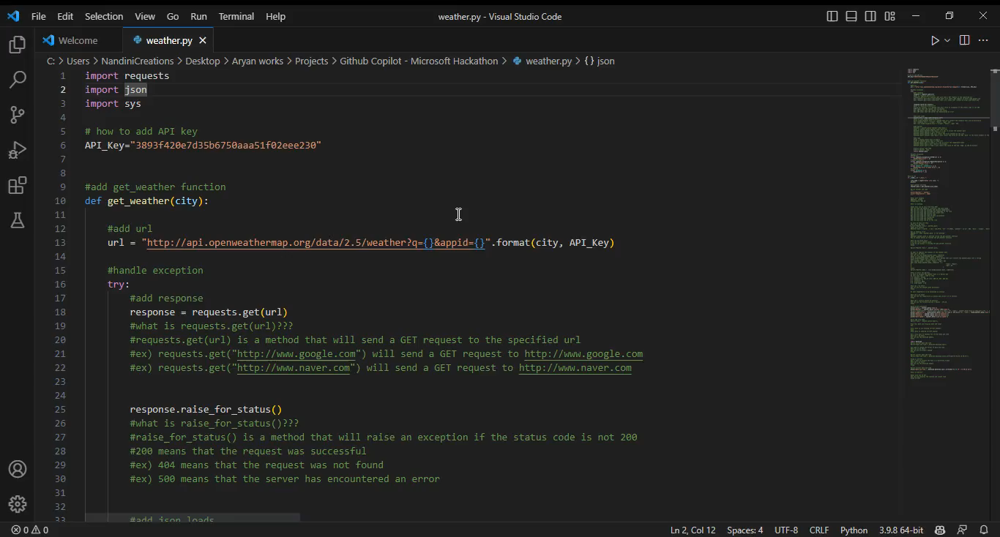 File Edit Selection View Go Run Terminal Help weather.py - Visual Studio Code
Welcome weather.py
C: > Users > NandiniCreations > Desktop > Aryan works > Projects > Github Copilot - Microsoft Hackathon > weather.py > {} json
1 import requests
2 import json
3 import sys
4
5 # how to add API key
6 API_Key="3893f420e7d35b6750aaa51f02eee230"
7
8
9 #add get_weather function
10 def get_weather(city):
11
12 #add url
13 url = "http://api.openweathermap.org/data/2.5/weather?q={}&appid={}".format(city, API_Key)
14
15 #handle exception
16 try:
17 #add response
18 response = requests.get(url)
19 #what is requests.get(url)???
20 #requests.get(url) is a method that will send a GET request to the specified url
21 #ex) requests.get("http://www.google.com") will send a GET request to http://www.google.com
22 #ex) requests.get("http://www.naver.com") will send a GET request to http://www.naver.com
23
24
25 response.raise_for_status()
26 #what is raise_for_status()???
27 #raise_for_status() is a method that will raise an exception if the status code is not 200
28 #200 means that the request was successful
29 #ex) 404 means that the request was not found
30 #ex) 500 means that the server has encountered an error
31
32
33 #add json loads
0 0 Ln 2, Col 12 Spaces: 4 UTF-8 CRLF Python 3.9.8 64-bit